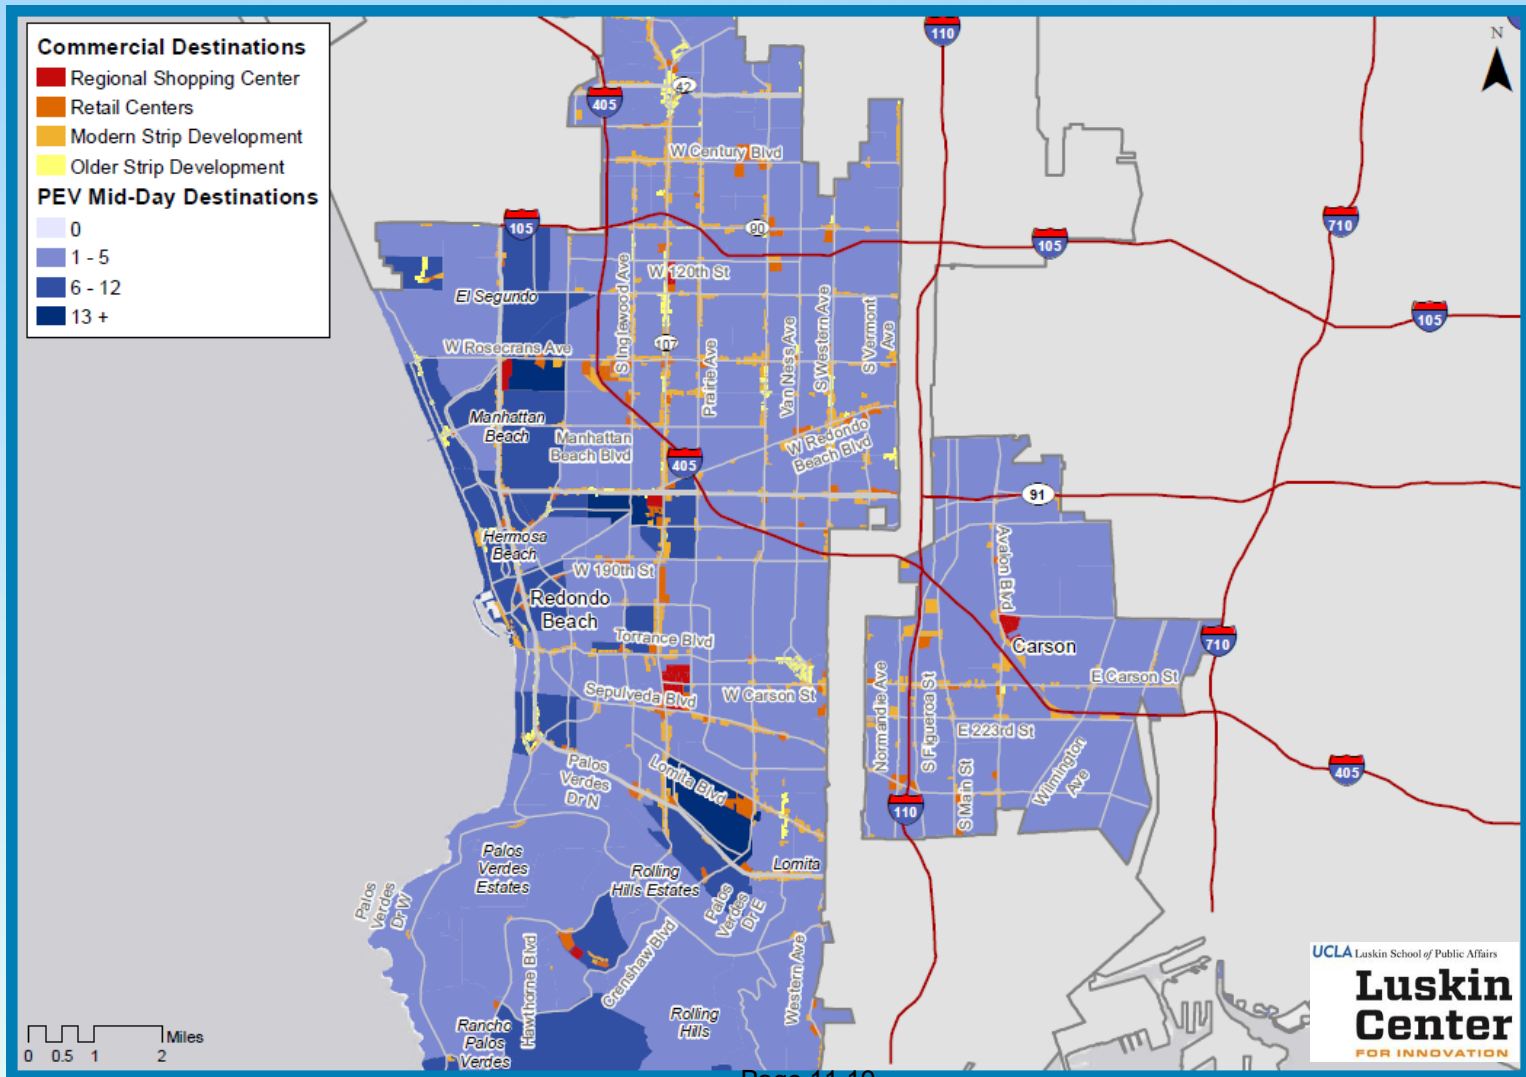 Commercial Destinations
Regional Shopping Center
Retail Centers
Modern Strip Development
Older Strip Development
PEV Mid-Day Destinations
0
1 - 5
6 - 12
13 +
N
110
405
42
W Century Blvd
105
90
105
710
S Inglewood Ave
W 120th St
El Segundo
S Western Ave
S Vermont
Ave
105
W Rosecrans Ave
107
Prairie Ave
Van Ness Ave
Manhattan
Beach
Manhattan
Beach Blvd
W Redondo
Beach Blvd
405
91
Hermosa
Beach
Avalon Blvd
W 190th St
Redondo
Beach
Torrance Blvd
Carson
710
Normandie Ave
S Figueroa St
E Carson St
Sepulveda Blvd
W Carson St
E 223rd St
Palos
Verdes
Dr N
Lomita Blvd
S Main St
Wilmington
Ave
405
110
Palos
Verdes
Estates
Rolling
Hills Estates
Lomita
Palos
Verdes
Dr W
Palos
Verdes
Dr E
Hawthorne Blvd
Crenshaw Blvd
Western Ave
Rolling
Hills
Rancho
Palos
Verdes
0 0.5 1 2
Miles
UCLA Luskin School of Public Affairs
Luskin
Center
FOR INNOVATION